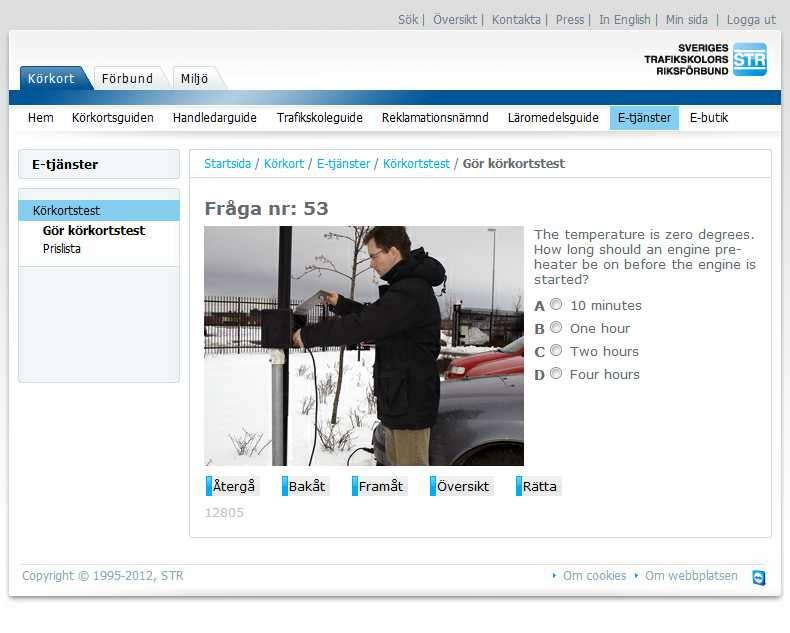 Sök | Översikt | Kontakta | Press | In English | Min sida | Logga ut
SVERIGES
TRAFIKSKOLORS
RIKSFÖRBUND
STR
Körkort Förbund Miljö
Hem Körkortsguiden Handledarguide Trafikskoleguide Reklamationsnämnd Läromedelsguide E-tjänster E-butik
E-tjänster
Körkortstest
Gör körkortstest
Prislista
Startsida / Körkort / E-tjänster / Körkortstest / Gör körkortstest
Fråga nr: 53
The temperature is zero degrees.
How long should an engine pre-
heater be on before the engine is
started?
A 10 minutes
B One hour
C Two hours
D Four hours
Återgå Bakåt Framåt Översikt Rätta
12805
Copyright © 1995-2012, STR
Om cookies Om webbplatsen